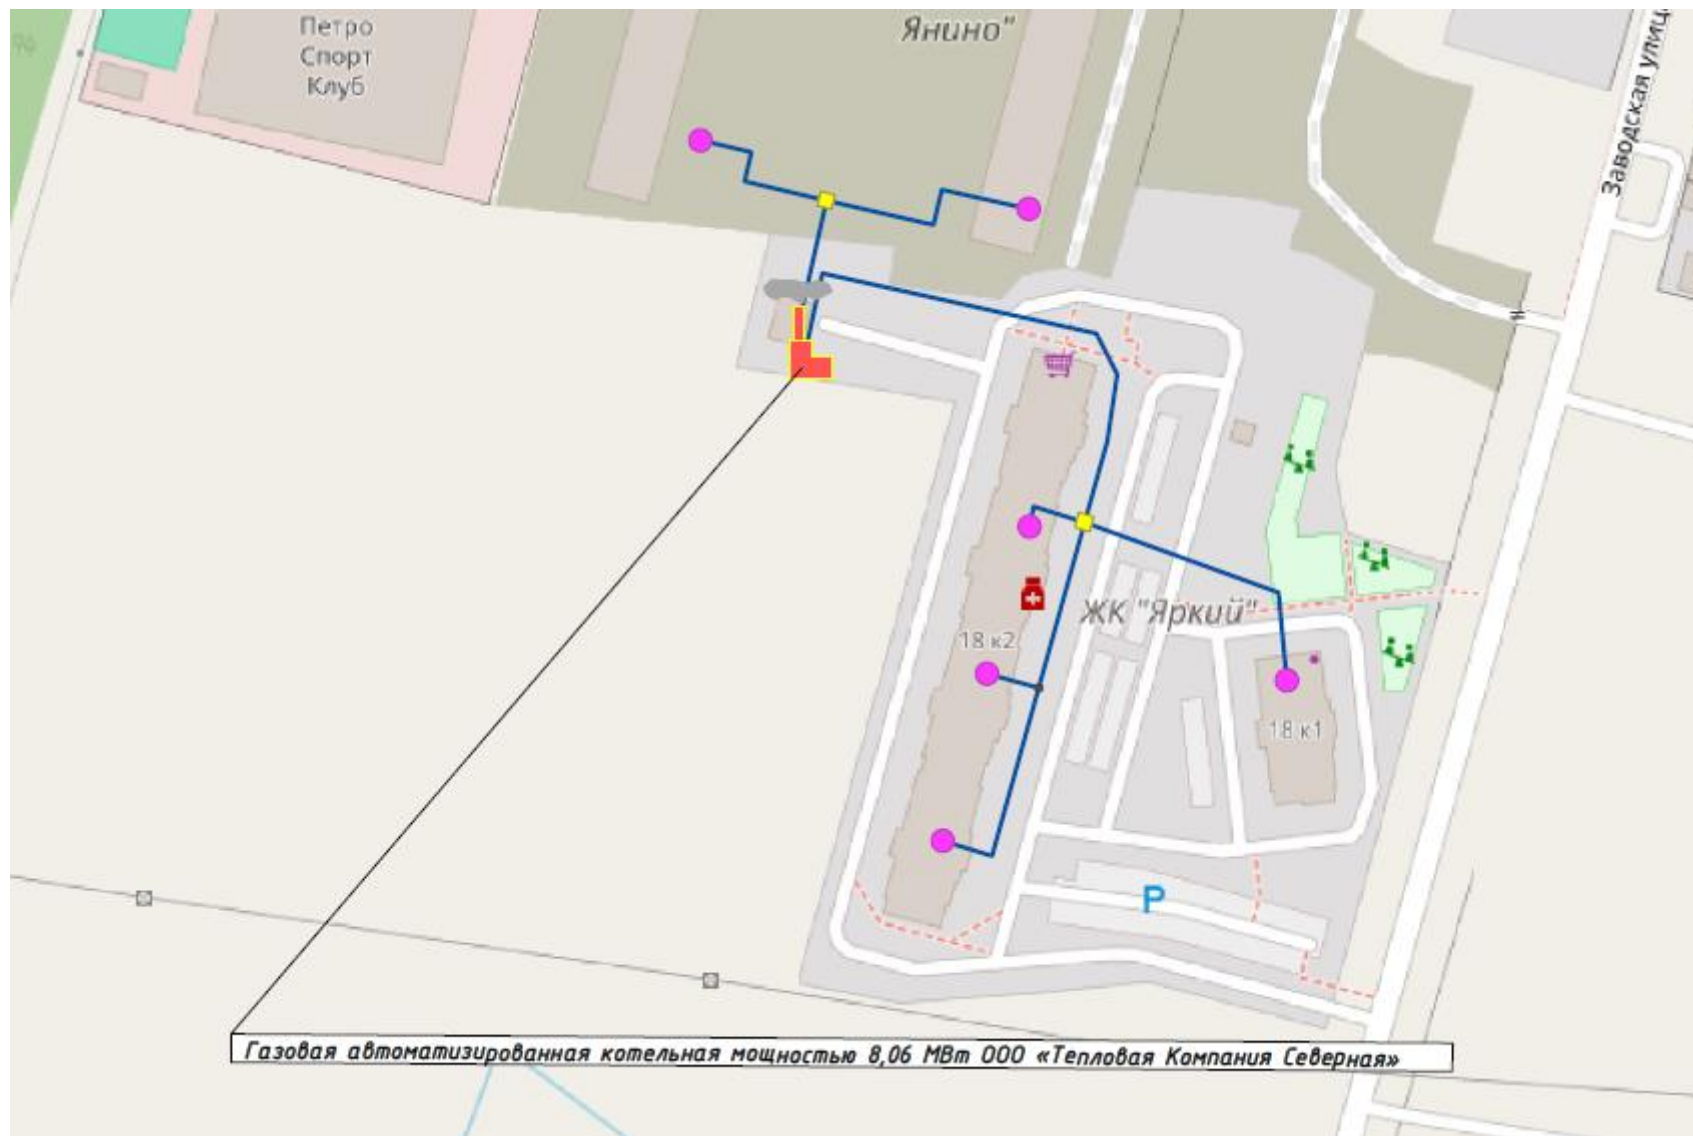 Петро
Спорт
Клуб
Янино"
Заводская улица
ЖК "Яркий"
18 к2
18 к1
P
Газовая автоматизированная котельная мощностью 8,06 МВт ООО «Тепловая Компания Северная»